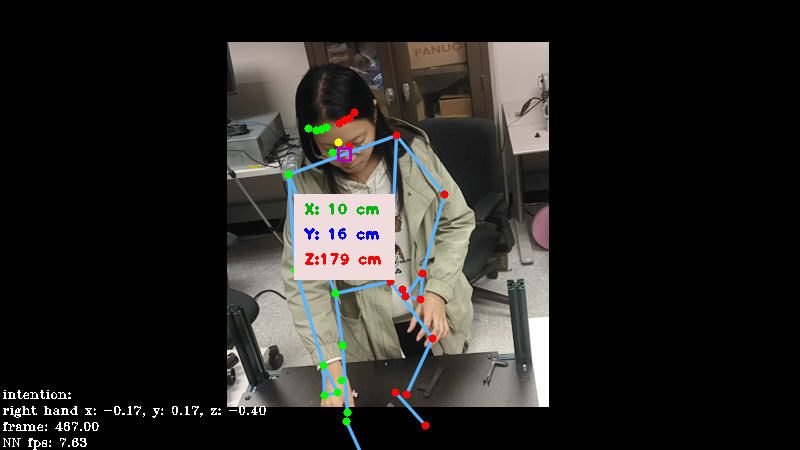 FANUC
X: 10 cm
Y: 16 cm
Z:179 cm
intention:
right hand x: -0.17, y: 0.17, z: -0.40
frame: 467.00
NN fps: 7.63